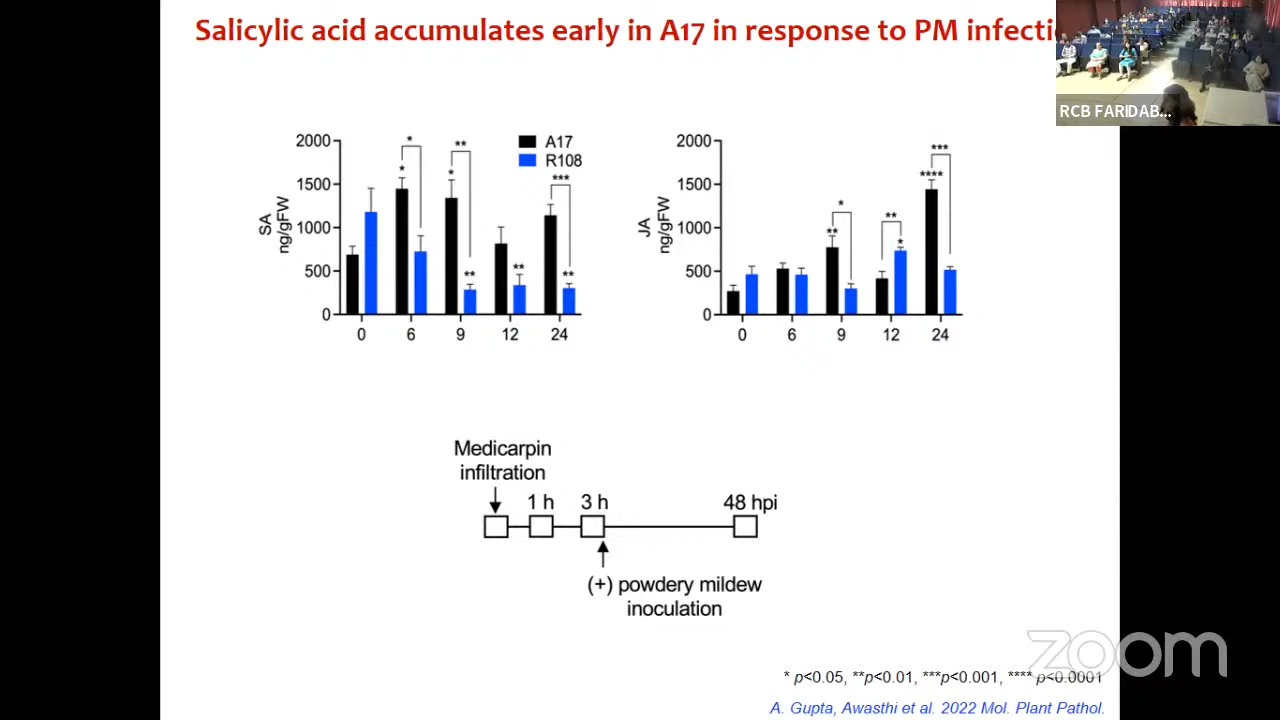 Salicylic acid accumulates early in A17 in response to PM infecti
RCB FARIDAB...
2000
1500
1000
500
0
SA
ng/gFW
A17
R108
*
*
**
*
**
**
***
**
0 6 9 12 24
2000
1500
1000
500
0
JA
ng/gFW
*
**
**
*
***
****
0 6 9 12 24
Medicarpin
infiltration
1 h
3 h
48 hpi
(+) powdery mildew
inoculation
zoom
* p<0.05, **p<0.01, ***p<0.001, **** p<0.0001
A. Gupta, Awasthi et al. 2022 Mol. Plant Pathol.